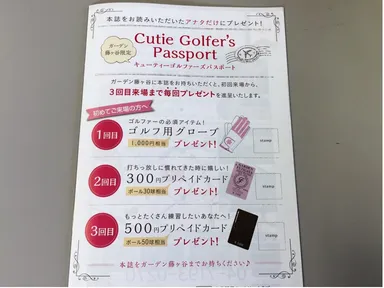 本誌をお読みいただいたアナタだけにプレゼント!
ガーデン
藤ヶ谷限定
Cutie Golfer's
Passport
キューティーゴルファーズパスポート
ガーデン藤ヶ谷に本誌をお持ちいただくと、初回来場から、
3回目来場まで毎回プレゼントを進呈いたします。
初めてご来場の方へ
1回目
ゴルファーの必須アイテム!
ゴルフ用グローブ
1,000円相当
プレゼント!
stamp
2回目
打ちっ放しに慣れてきた時に嬉しい!
300円プリペイドカード
ボール30球相当
プレゼント!
stamp
3回目
もっとたくさん練習したいあなたへ!
500円プリペイドカード
ボール50球相当
プレゼント!
stamp
本誌をガーデン藤ヶ谷までお持ちください♪